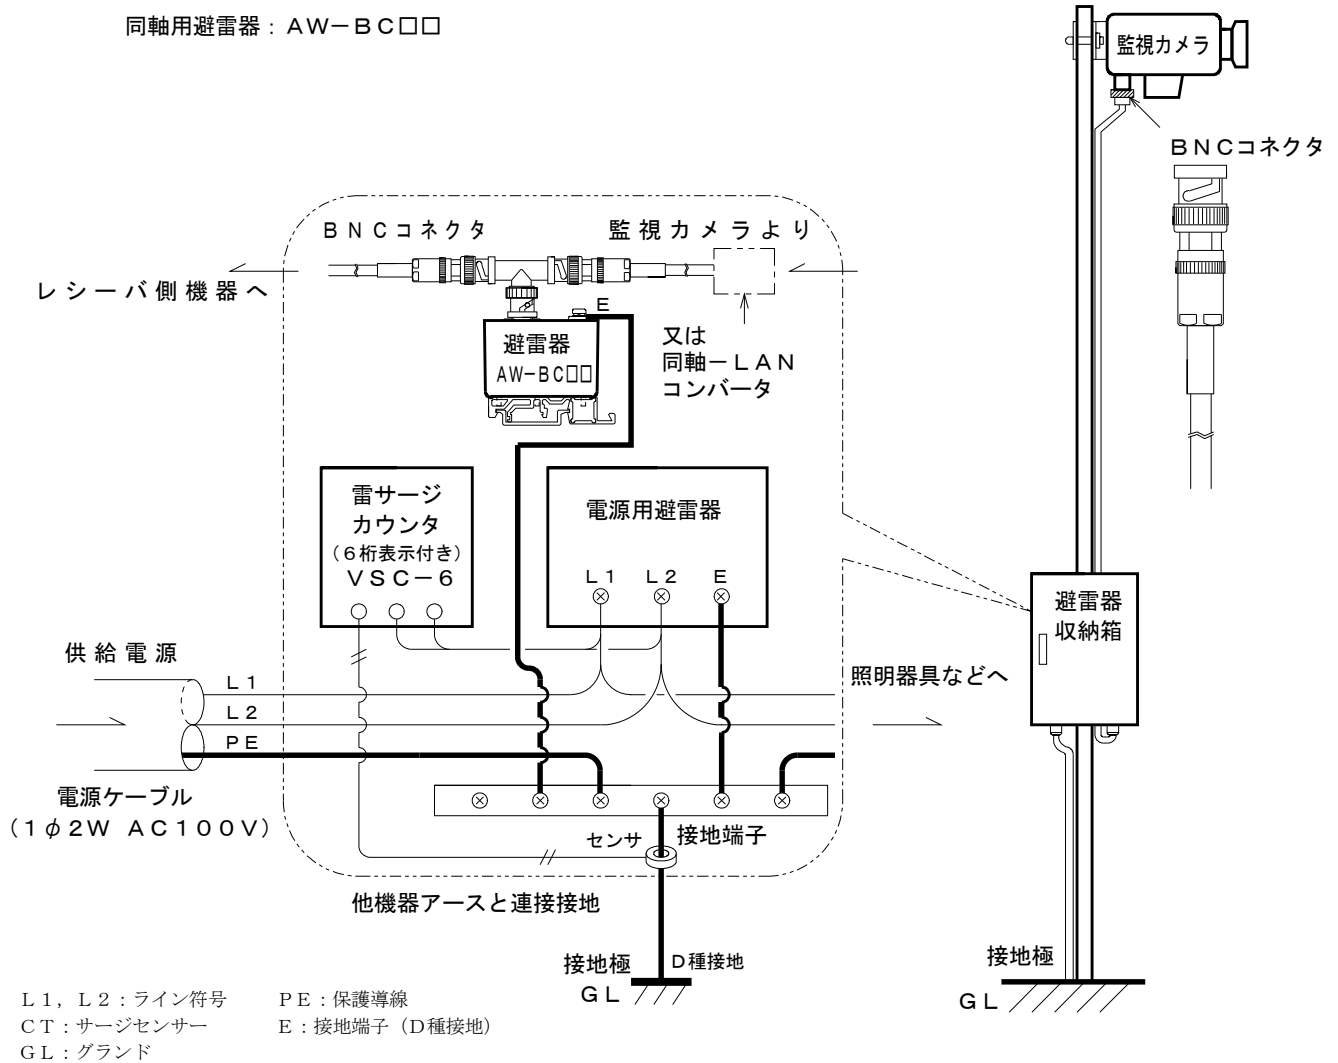 同軸用避雷器：ＡＷ－ＢＣ□□
監視カメラ
ＢＮＣコネクタ
ＢＮＣコネクタ
監視カメラより
レシーバ側機器へ
Ｅ
避雷器
AW-BC□□
又は
同軸－ＬＡＮ
コンバータ
雷サージ
カウンタ
（６桁表示付き）
ＶＳＣ－６
電源用避雷器
Ｌ１
Ｌ２
Ｅ
避雷器
収納箱
供給電源
Ｌ１
Ｌ２
ＰＥ
照明器具などへ
電源ケーブル
（１φ２Ｗ ＡＣ１００Ｖ）
センサ
接地端子
他機器アースと連接接地
接地極
Ｄ種接地
ＧＬ
接地極
ＧＬ
Ｌ１，Ｌ２：ライン符号
ＰＥ：保護導線
ＣＴ：サージセンサー
Ｅ：接地端子（Ｄ種接地）
ＧＬ：グランド